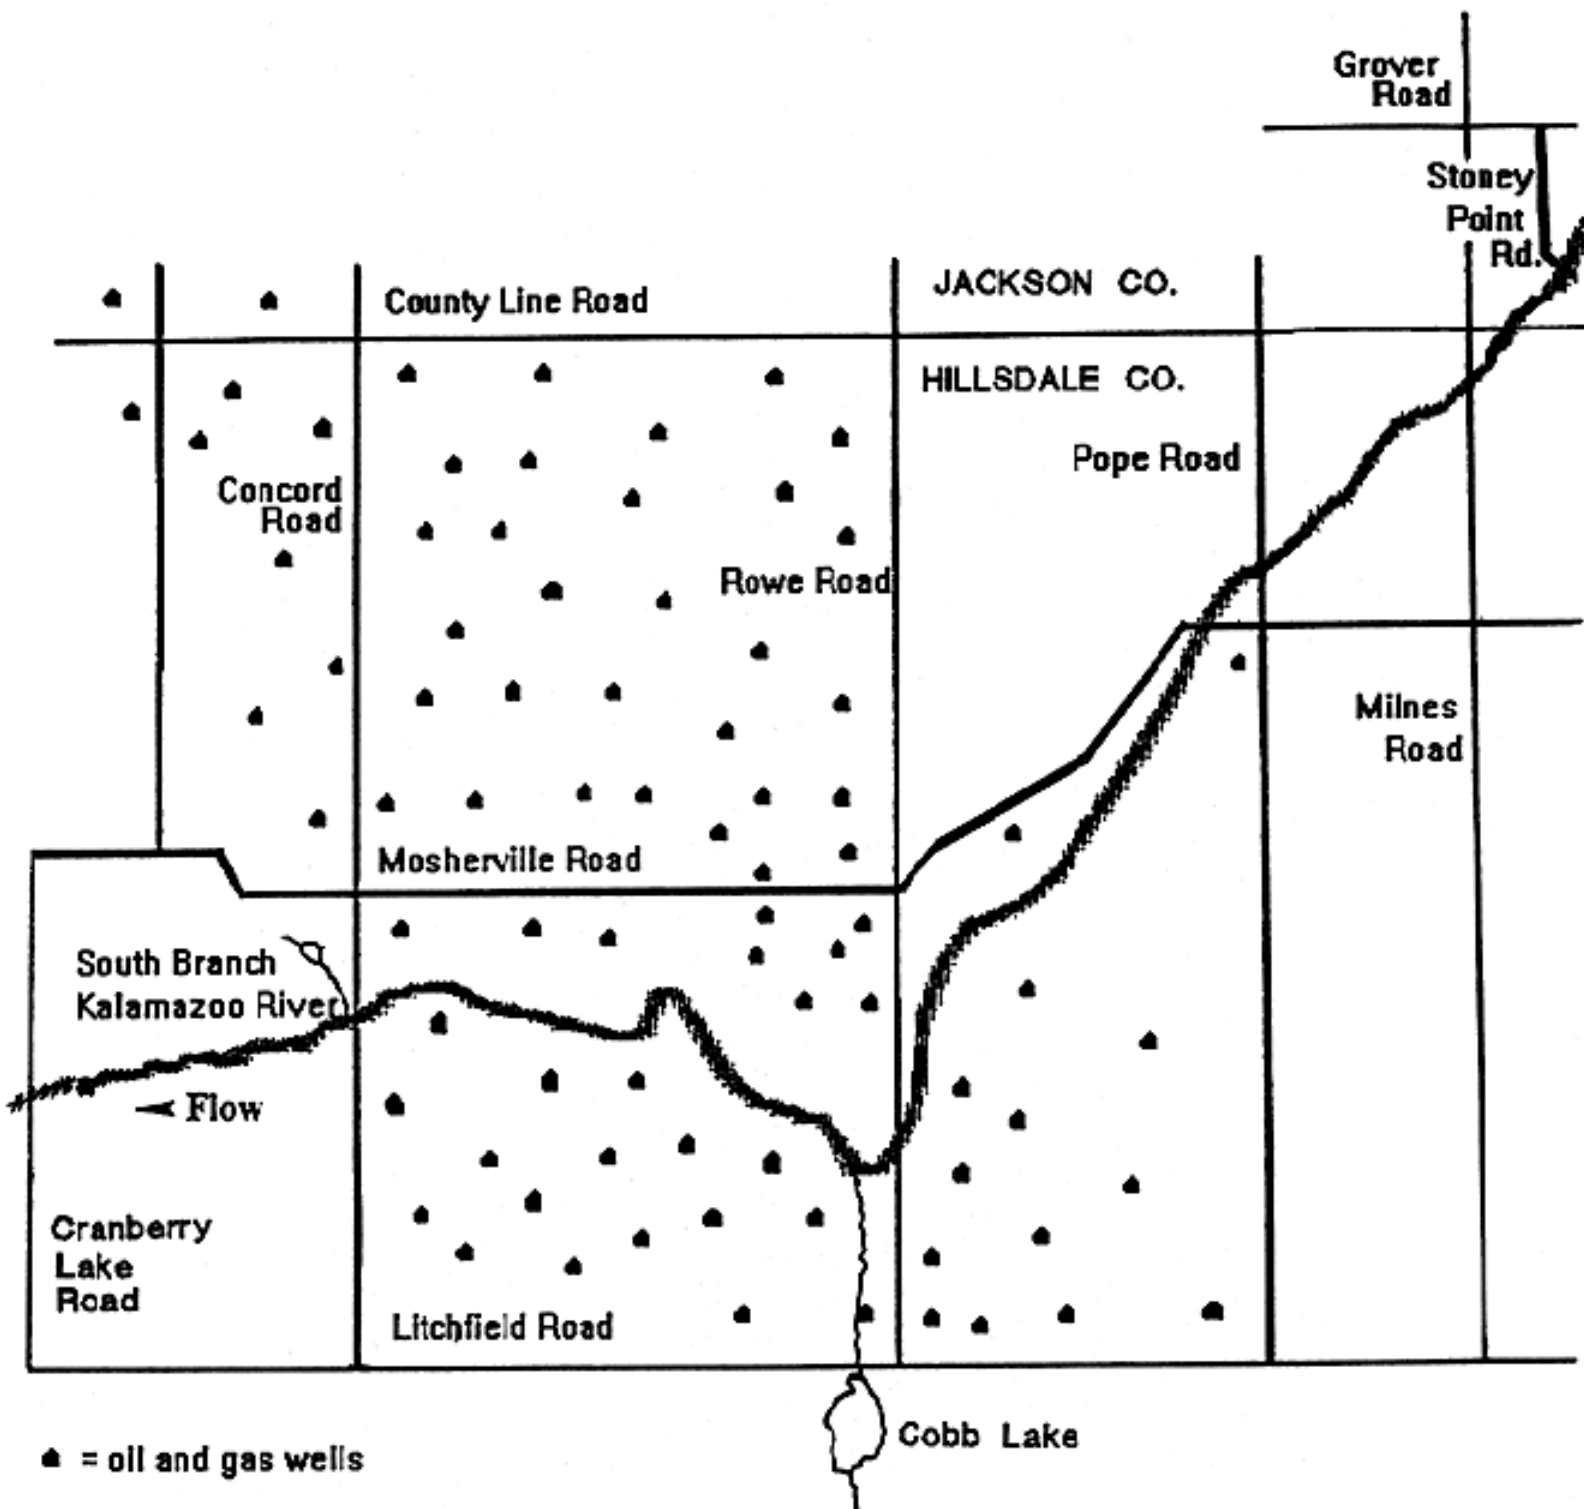 Grover
Road
Stoney
Point
Rd.
County Line Road
JACKSON CO.
HILLSDALE CO.
Pope Road
Concord
Road
Rowe Road
Milnes
Road
Mosherville Road
South Branch
Kalamazoo River
Flow
Cranberry
Lake
Road
Litchfield Road
Cobb Lake
= oil and gas wells